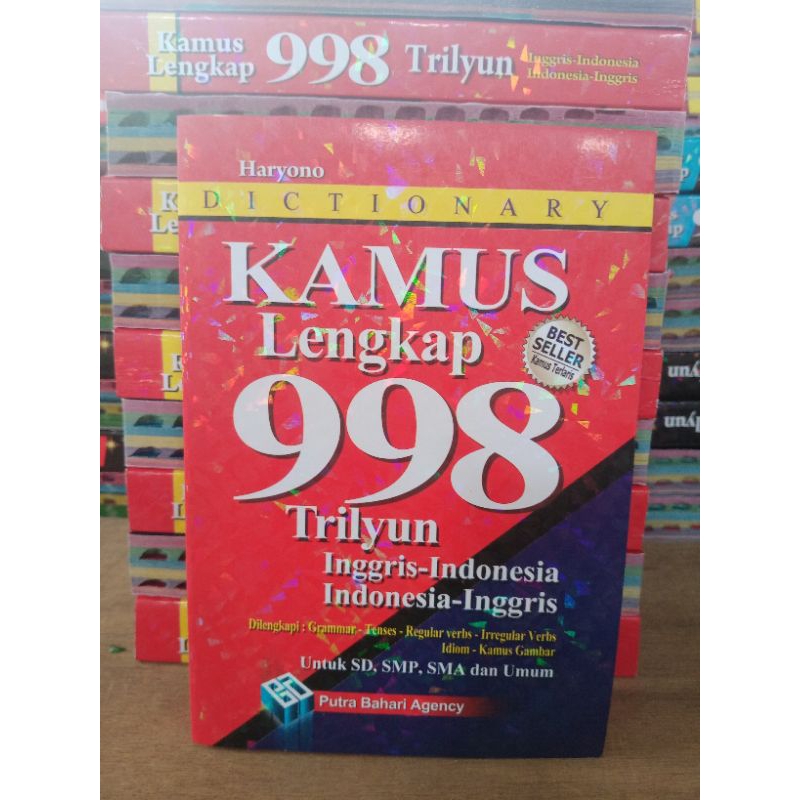 Kamus
Lengkap 998 Trilyun Inggris-Indonesia
Indonesia-Inggris
Haryono
DICTIONARY
KAMUS
Lengkap
BEST
SELLER
Kamus Terlaris
998
Trilyun
Inggris-Indonesia
Indonesia-Inggris
Dilengkapi : Grammar - Tenses - Regular verbs - Irregular Verbs
Idiom - Kamus Gambar
Untuk SD, SMP, SMA dan Umum
Putra Bahari Agency